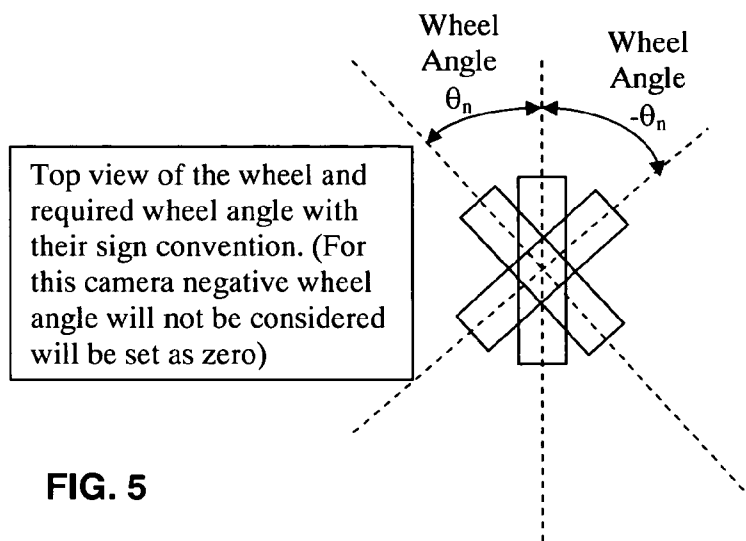 Wheel
Angle
θn
Wheel
Angle
-θn
Top view of the wheel and
required wheel angle with
their sign convention. (For
this camera negative wheel
angle will not be considered
will be set as zero)
FIG. 5